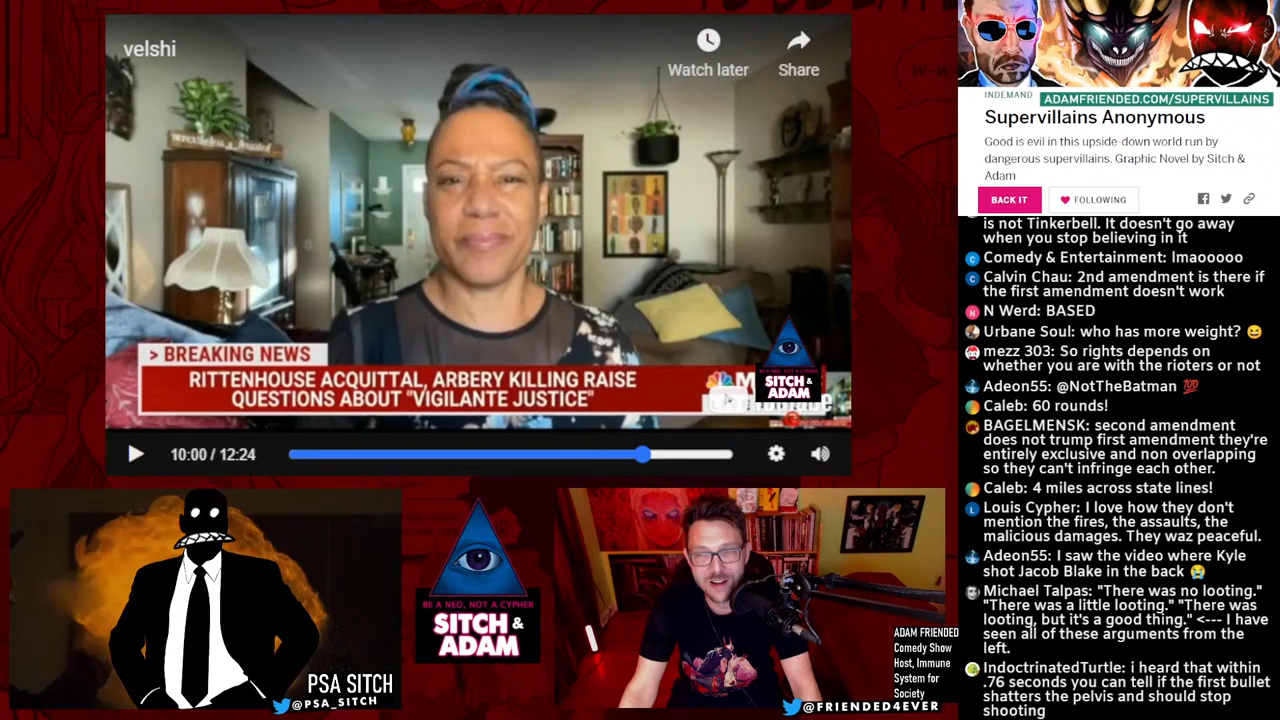 velshi
Watch later
Share
> BREAKING NEWS
RITTENHOUSE ACQUITTAL, ARBERY KILLING RAISE
QUESTIONS ABOUT "VIGILANTE JUSTICE"
BE A NEO, NOT A CYPHER
SITCH &
ADAM
10:00 / 12:24
PSA SITCH
@PSA_SITCH
BE A NEO, NOT A CYPHER
SITCH &
ADAM
ADAM FRIENDED
Comedy Show
Host, Immune
System for
Society
@FRIENDED4EVER
INDEMAND
ADAMFRIENDED.COM/SUPERVILLAINS
Supervillains Anonymous
Good is evil in this upside-down world run by
dangerous supervillains. Graphic Novel by Sitch &
Adam
BACK IT
FOLLOWING
is not Tinkerbell. It doesn't go away
when you stop believing in it
Comedy & Entertainment: lmaooooo
Calvin Chau: 2nd amendment is there if
the first amendment doesn't work
N Werd: BASED
Urbane Soul: who has more weight? 😆
mezz 303: So rights depends on
whether you are with the rioters or not
Adeon55: @NotTheBatman 💯
Caleb: 60 rounds!
BAGELMENSK: second amendment
does not trump first amendment they're
entirely exclusive and non overlapping
so they can't infringe each other.
Caleb: 4 miles across state lines!
Louis Cypher: I love how they don't
mention the fires, the assaults, the
malicious damages. They waz peaceful.
Adeon55: I saw the video where Kyle
shot Jacob Blake in the back 😭
Michael Talpas: "There was no looting."
"There was a little looting." "There was
looting, but it's a good thing." <--- I have
seen all of these arguments from the
left.
IndoctrinatedTurtle: i heard that within
.76 seconds you can tell if the first bullet
shatters the pelvis and should stop
shooting